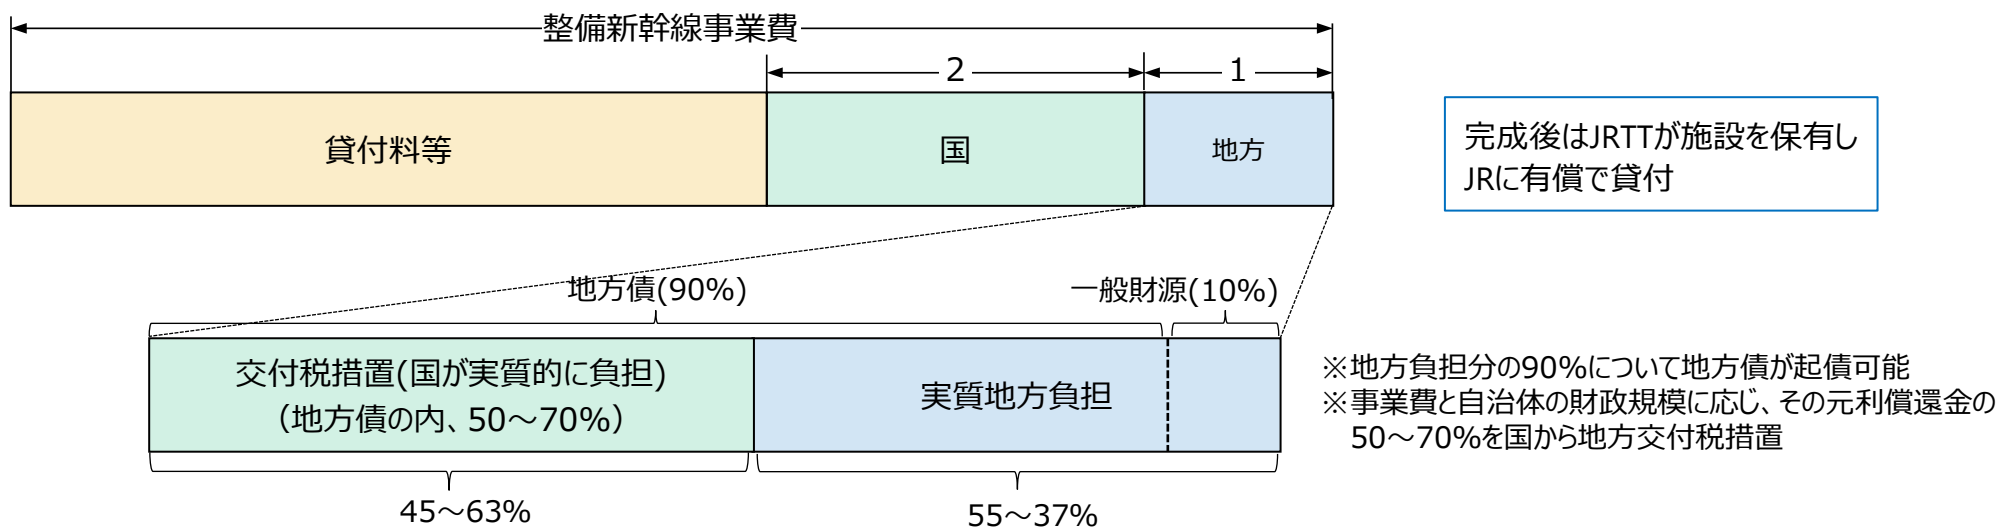 整備新幹線事業費
2
1
貸付料等
国
地方
完成後はJRTTが施設を保有し
JRに有償で貸付
地方債(90%)
一般財源(10%)
交付税措置(国が実質的に負担)
（地方債の内、50～70%）
実質地方負担
※地方負担分の90%について地方債が起債可能
※事業費と自治体の財政規模に応じ、その元利償還金の
50～70%を国から地方交付税措置
45～63%
55～37%